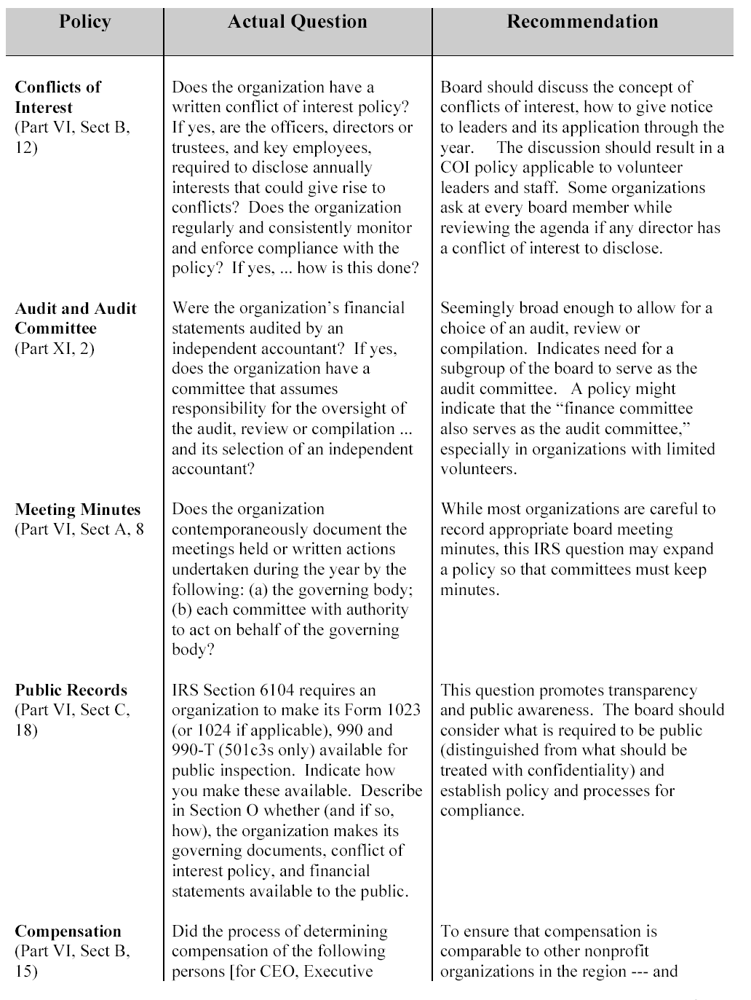 Policy
Actual Question
Recommendation
Conflicts of
Interest
(Part VI, Sect B,
12)
Does the organization have a
written conflict of interest policy?
If yes, are the officers, directors or
trustees, and key employees,
required to disclose annually
interests that could give rise to
conflicts?  Does the organization
regularly and consistently monitor
and enforce compliance with the
policy?  If yes, ... how is this done?
Board should discuss the concept of
conflicts of interest, how to give notice
to leaders and its application through the
year.     The discussion should result in a
COI policy applicable to volunteer
leaders and staff.  Some organizations
ask at every board member while
reviewing the agenda if any director has
a conflict of interest to disclose.
Audit and Audit
Committee
(Part XI, 2)
Were the organization’s financial
statements audited by an
independent accountant?  If yes,
does the organization have a
committee that assumes
responsibility for the oversight of
the audit, review or compilation ...
and its selection of an independent
accountant?
Seemingly broad enough to allow for a
choice of an audit, review or
compilation.  Indicates need for a
subgroup of the board to serve as the
audit committee.   A policy might
indicate that the “finance committee
also serves as the audit committee,”
especially in organizations with limited
volunteers.
Meeting Minutes
(Part VI, Sect A, 8
Does the organization
contemporaneously document the
meetings held or written actions
undertaken during the year by the
following: (a) the governing body;
(b) each committee with authority
to act on behalf of the governing
body?
While most organizations are careful to
record appropriate board meeting
minutes, this IRS question may expand
a policy so that committees must keep
minutes.
Public Records
(Part VI, Sect C,
18)
IRS Section 6104 requires an
organization to make its Form 1023
(or 1024 if applicable), 990 and
990-T (501c3s only) available for
public inspection.  Indicate how
you make these available.  Describe
in Section O whether (and if so,
how), the organization makes its
governing documents, conflict of
interest policy, and financial
statements available to the public.
This question promotes transparency
and public awareness.  The board should
consider what is required to be public
(distinguished from what should be
treated with confidentiality) and
establish policy and processes for
compliance.
Compensation
(Part VI, Sect B,
15)
Did the process of determining
compensation of the following
persons [for CEO, Executive
To ensure that compensation is
comparable to other nonprofit
organizations in the region --- and